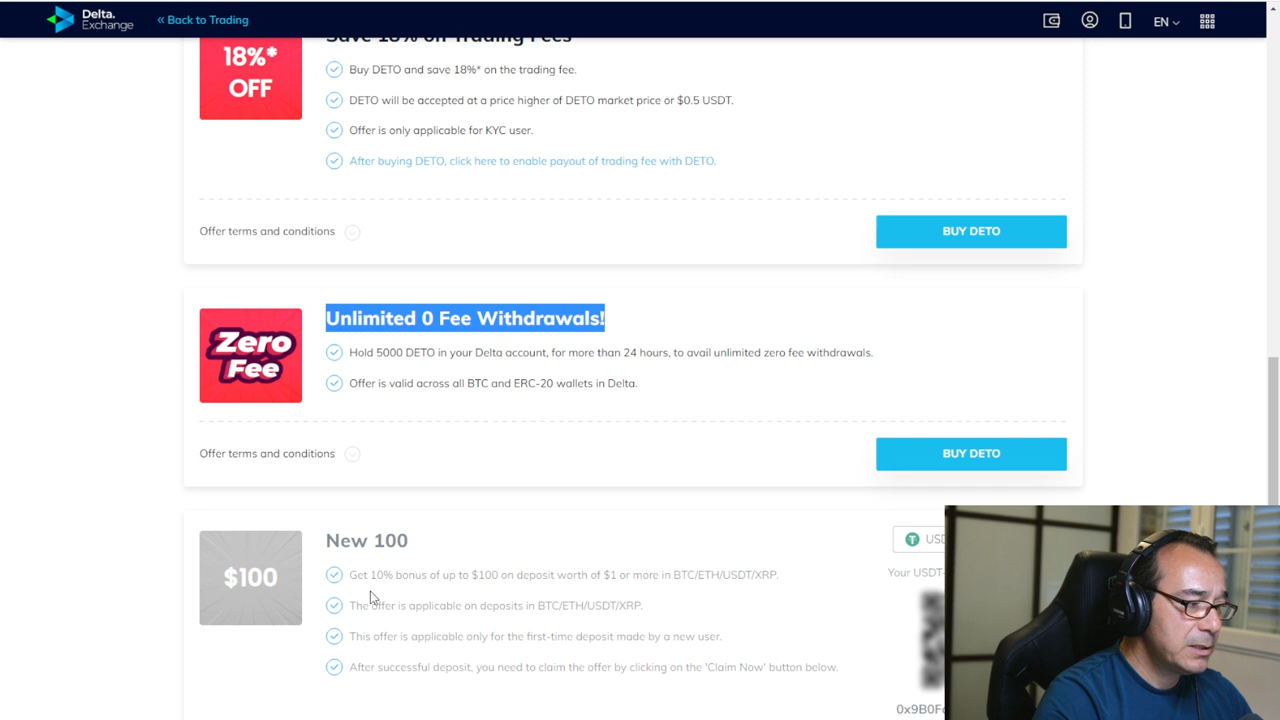 Delta.
Exchange
« Back to Trading
EN
Save 18% on Trading Fees
18%*
OFF
Buy DETO and save 18%* on the trading fee.
DETO will be accepted at a price higher of DETO market price or $0.5 USDT.
Offer is only applicable for KYC user.
After buying DETO, click here to enable payout of trading fee with DETO.
Offer terms and conditions
BUY DETO
Zero
Fee
Unlimited 0 Fee Withdrawals!
Hold 5000 DETO in your Delta account, for more than 24 hours, to avail unlimited zero fee withdrawals.
Offer is valid across all BTC and ERC-20 wallets in Delta.
Offer terms and conditions
BUY DETO
$100
New 100
Get 10% bonus of up to $100 on deposit worth of $1 or more in BTC/ETH/USDT/XRP.
The offer is applicable on deposits in BTC/ETH/USDT/XRP.
This offer is applicable only for the first-time deposit made by a new user.
After successful deposit, you need to claim the offer by clicking on the 'Claim Now' button below.
USD
Your USDT-
0x9B0F